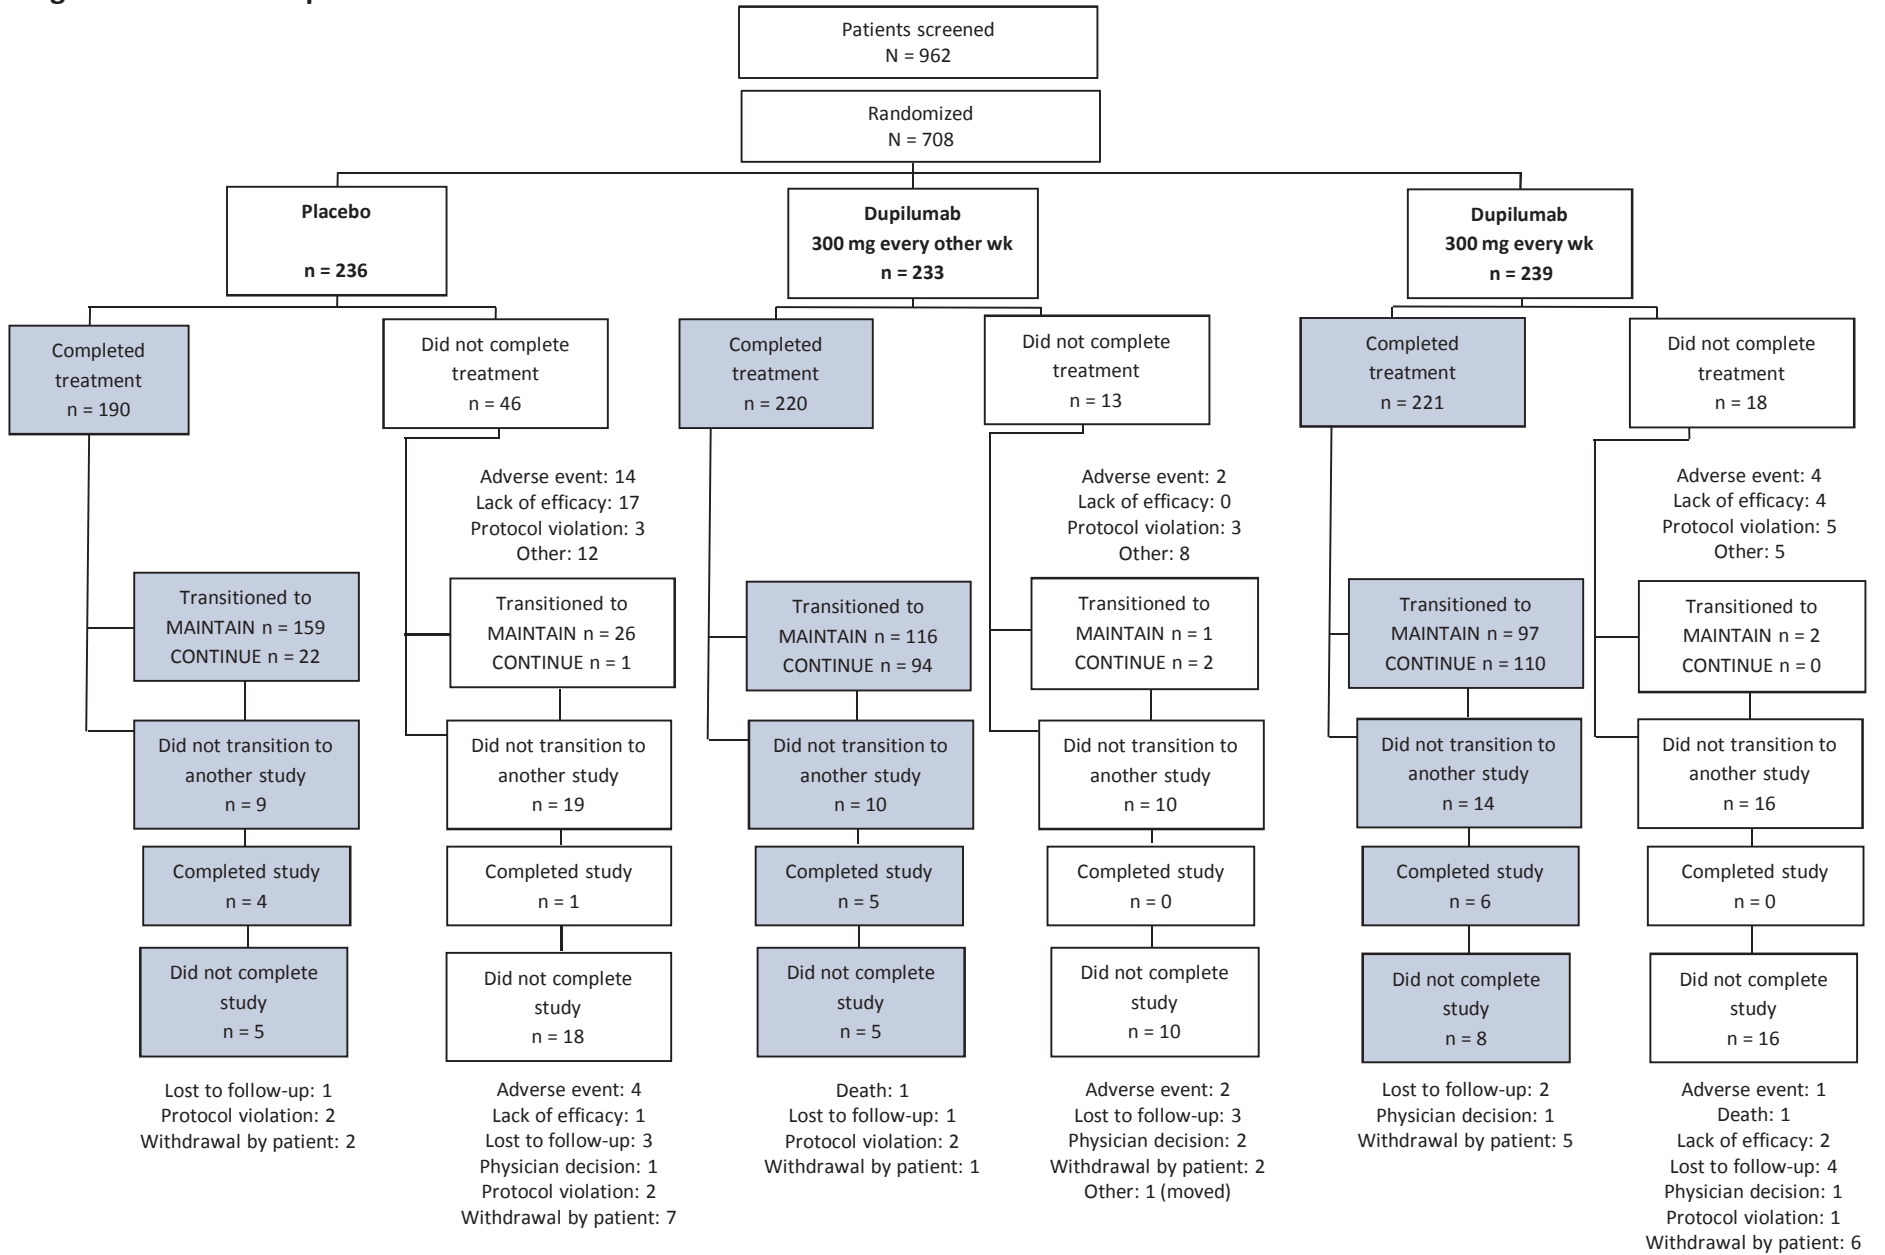 Patients screened
N = 962
Randomized
N = 708
Placebo
n = 236
Dupilumab
300 mg every other wk
n = 233
Dupilumab
300 mg every wk
n = 239
Completed
treatment
n = 190
Did not complete
treatment
n = 46
Completed
treatment
n = 220
Did not complete
treatment
n = 13
Completed
treatment
n = 221
Did not complete
treatment
n = 18
Adverse event: 14
Lack of efficacy: 17
Protocol violation: 3
Other: 12
Adverse event: 2
Lack of efficacy: 0
Protocol violation: 3
Other: 8
Adverse event: 4
Lack of efficacy: 4
Protocol violation: 5
Other: 5
Transitioned to
MAINTAIN n = 159
CONTINUE n = 22
Transitioned to
MAINTAIN n = 26
CONTINUE n = 1
Transitioned to
MAINTAIN n = 116
CONTINUE n = 94
Transitioned to
MAINTAIN n = 1
CONTINUE n = 2
Transitioned to
MAINTAIN n = 97
CONTINUE n = 110
Transitioned to
MAINTAIN n = 2
CONTINUE n = 0
Did not transition to
another study
n = 9
Did not transition to
another study
n = 19
Did not transition to
another study
n = 10
Did not transition to
another study
n = 10
Did not transition to
another study
n = 14
Did not transition to
another study
n = 16
Completed study
n = 4
Completed study
n = 1
Completed study
n = 5
Completed study
n = 0
Completed study
n = 6
Completed study
n = 0
Did not complete
study
n = 5
Did not complete
study
n = 18
Did not complete
study
n = 5
Did not complete
study
n = 10
Did not complete
study
n = 8
Did not complete
study
n = 16
Lost to follow-up: 1
Protocol violation: 2
Withdrawal by patient: 2
Adverse event: 4
Lack of efficacy: 1
Lost to follow-up: 3
Physician decision: 1
Protocol violation: 2
Withdrawal by patient: 7
Death: 1
Lost to follow-up: 1
Protocol violation: 2
Withdrawal by patient: 1
Adverse event: 2
Lost to follow-up: 3
Physician decision: 2
Withdrawal by patient: 2
Other: 1 (moved)
Lost to follow-up: 2
Physician decision: 1
Withdrawal by patient: 5
Adverse event: 1
Death: 1
Lack of efficacy: 2
Lost to follow-up: 4
Physician decision: 1
Protocol violation: 1
Withdrawal by patient: 6